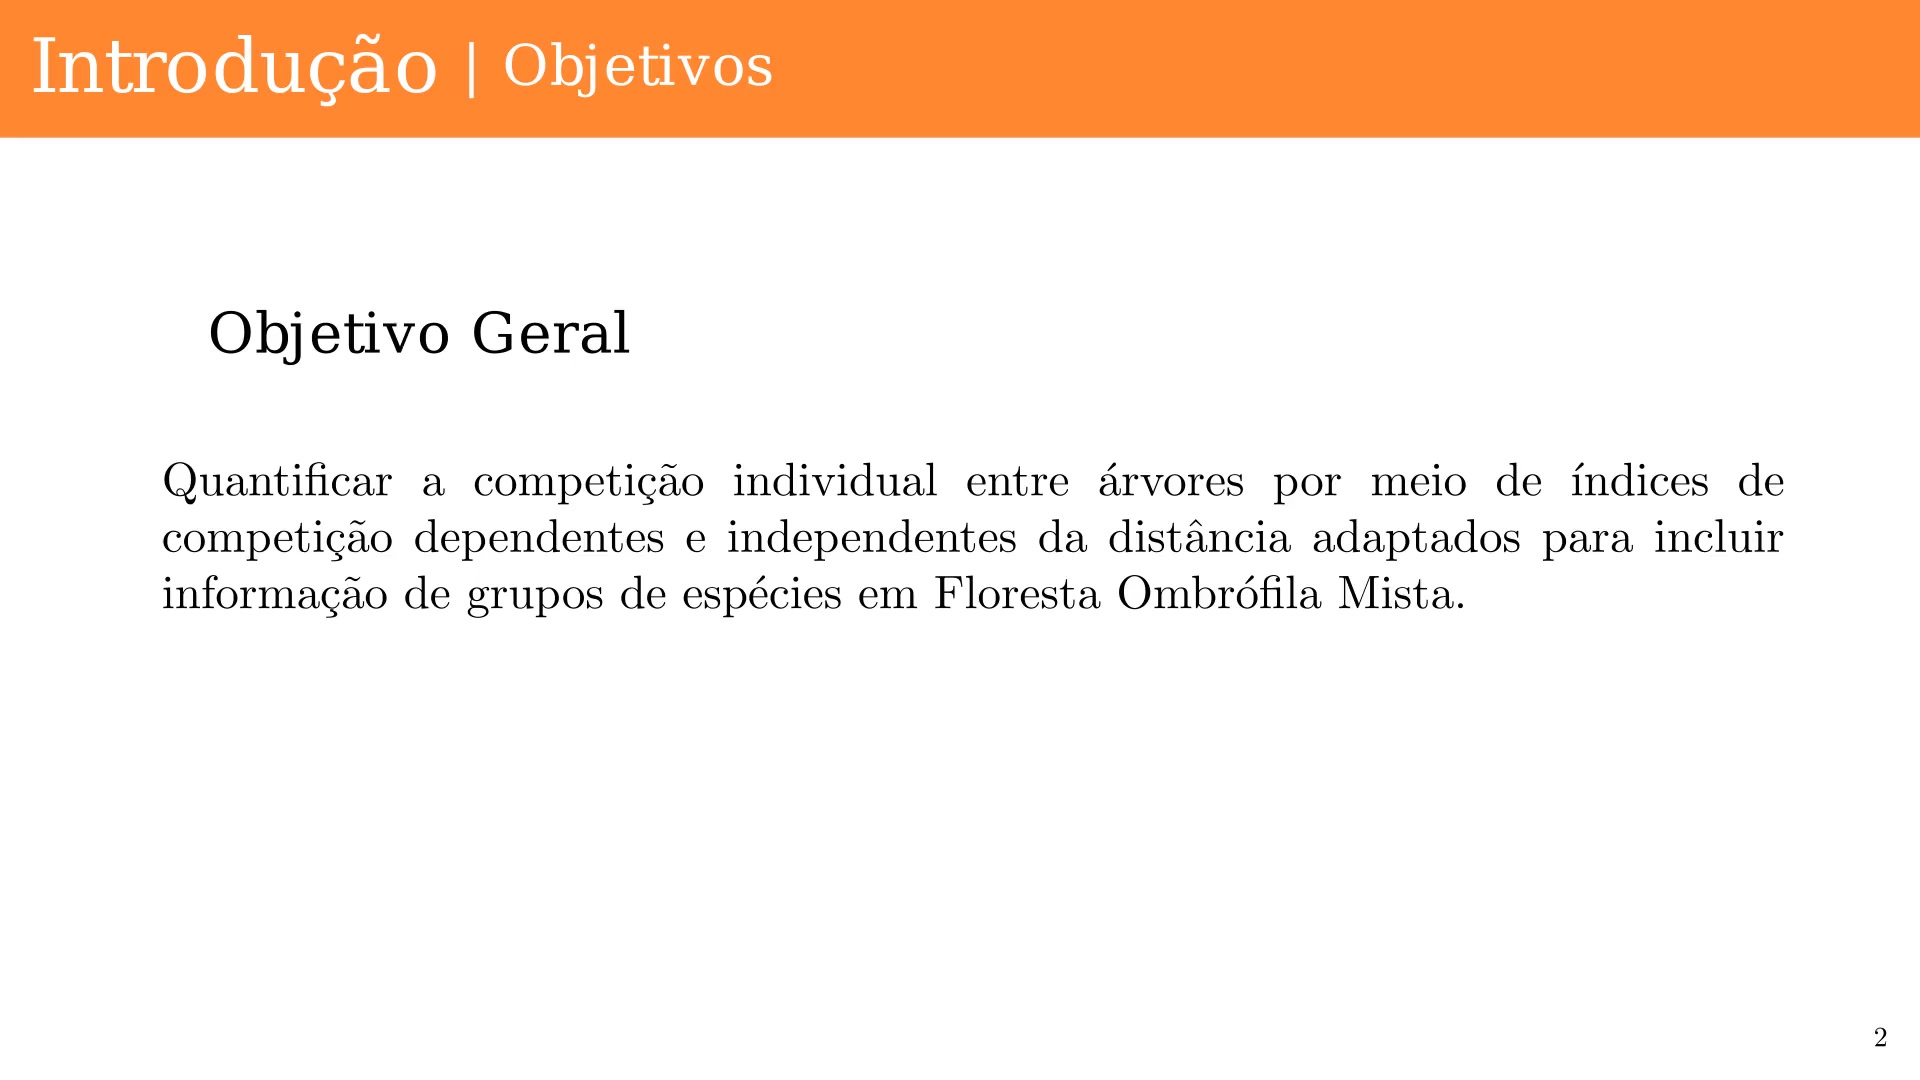 Introdução | Objetivos
Objetivo Geral
Quantificar a competição individual entre árvores por meio de índices de
competição dependentes e independentes da distância adaptados para incluir
informação de grupos de espécies em Floresta Ombrófila Mista.
2